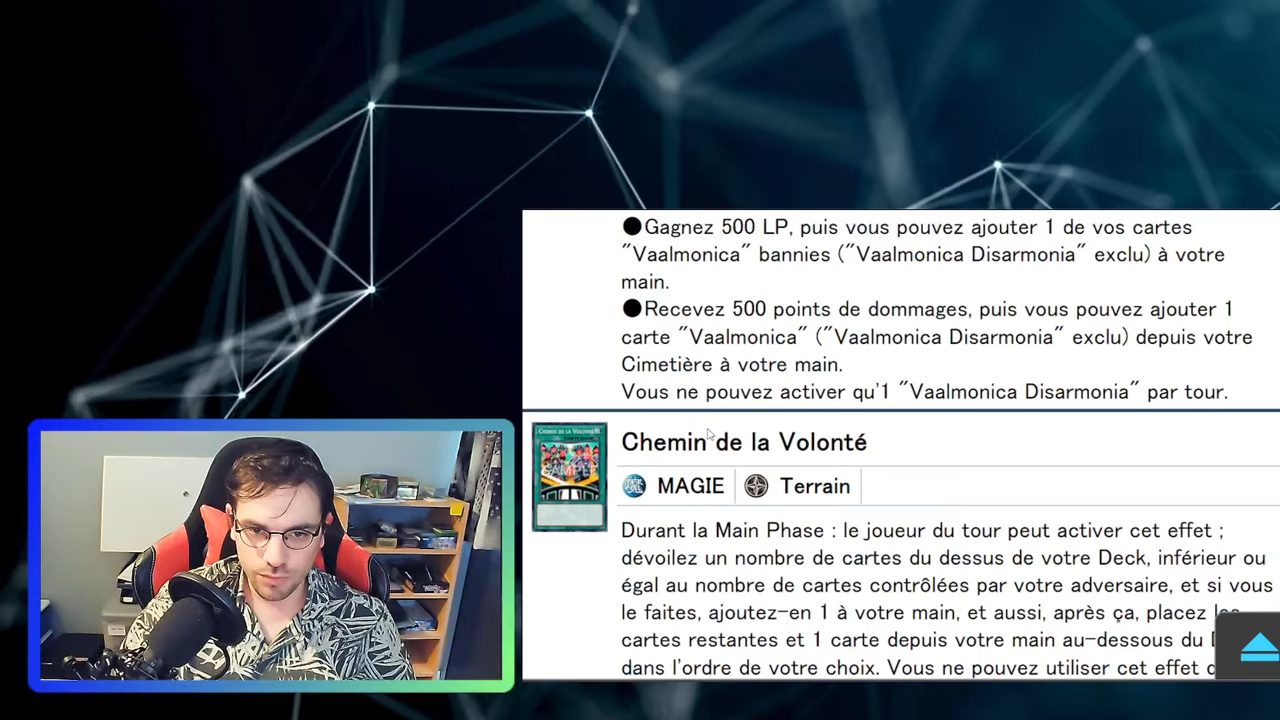 ●Gagnez 500 LP, puis vous pouvez ajouter 1 de vos cartes
"Vaalmonica" bannies ("Vaalmonica Disarmonia" exclu) à votre
main.
●Recevez 500 points de dommages, puis vous pouvez ajouter 1
carte "Vaalmonica" ("Vaalmonica Disarmonia" exclu) depuis votre
Cimetière à votre main.
Vous ne pouvez activer qu'1 "Vaalmonica Disarmonia" par tour.
CHEMIN DE LA VOLONTÉ
Chemin de la Volonté
MAGIE Terrain
Durant la Main Phase : le joueur du tour peut activer cet effet ;
dévoilez un nombre de cartes du dessus de votre Deck, inférieur ou
égal au nombre de cartes contrôlées par votre adversaire, et si vous
le faites, ajoutez-en 1 à votre main, et aussi, après ça, placez
cartes restantes et 1 carte depuis votre main au-dessous du
dans l'ordre de votre choix. Vous ne pouvez utiliser cet effet